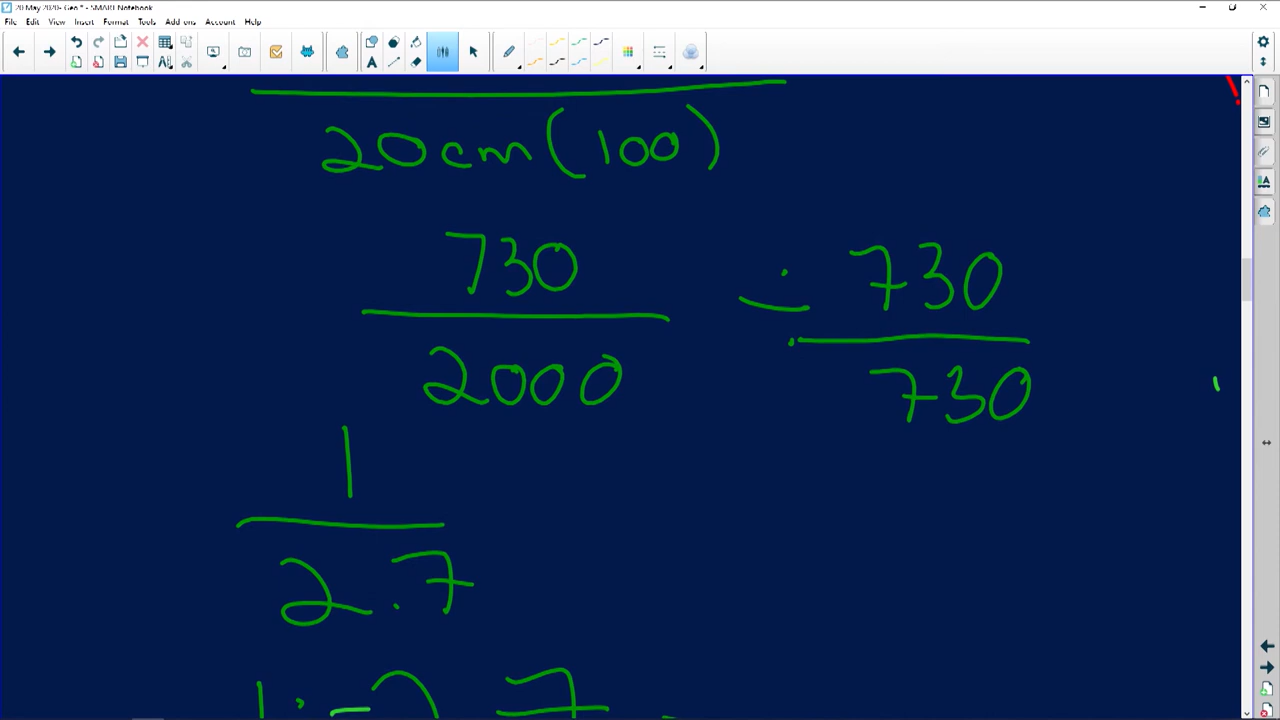 20 May 2020- Geo * - SMART Notebook
File Edit View Insert Format Tools Add-ons Account Help
20cm(100)
730
2000
÷ 730
730
1
2.7